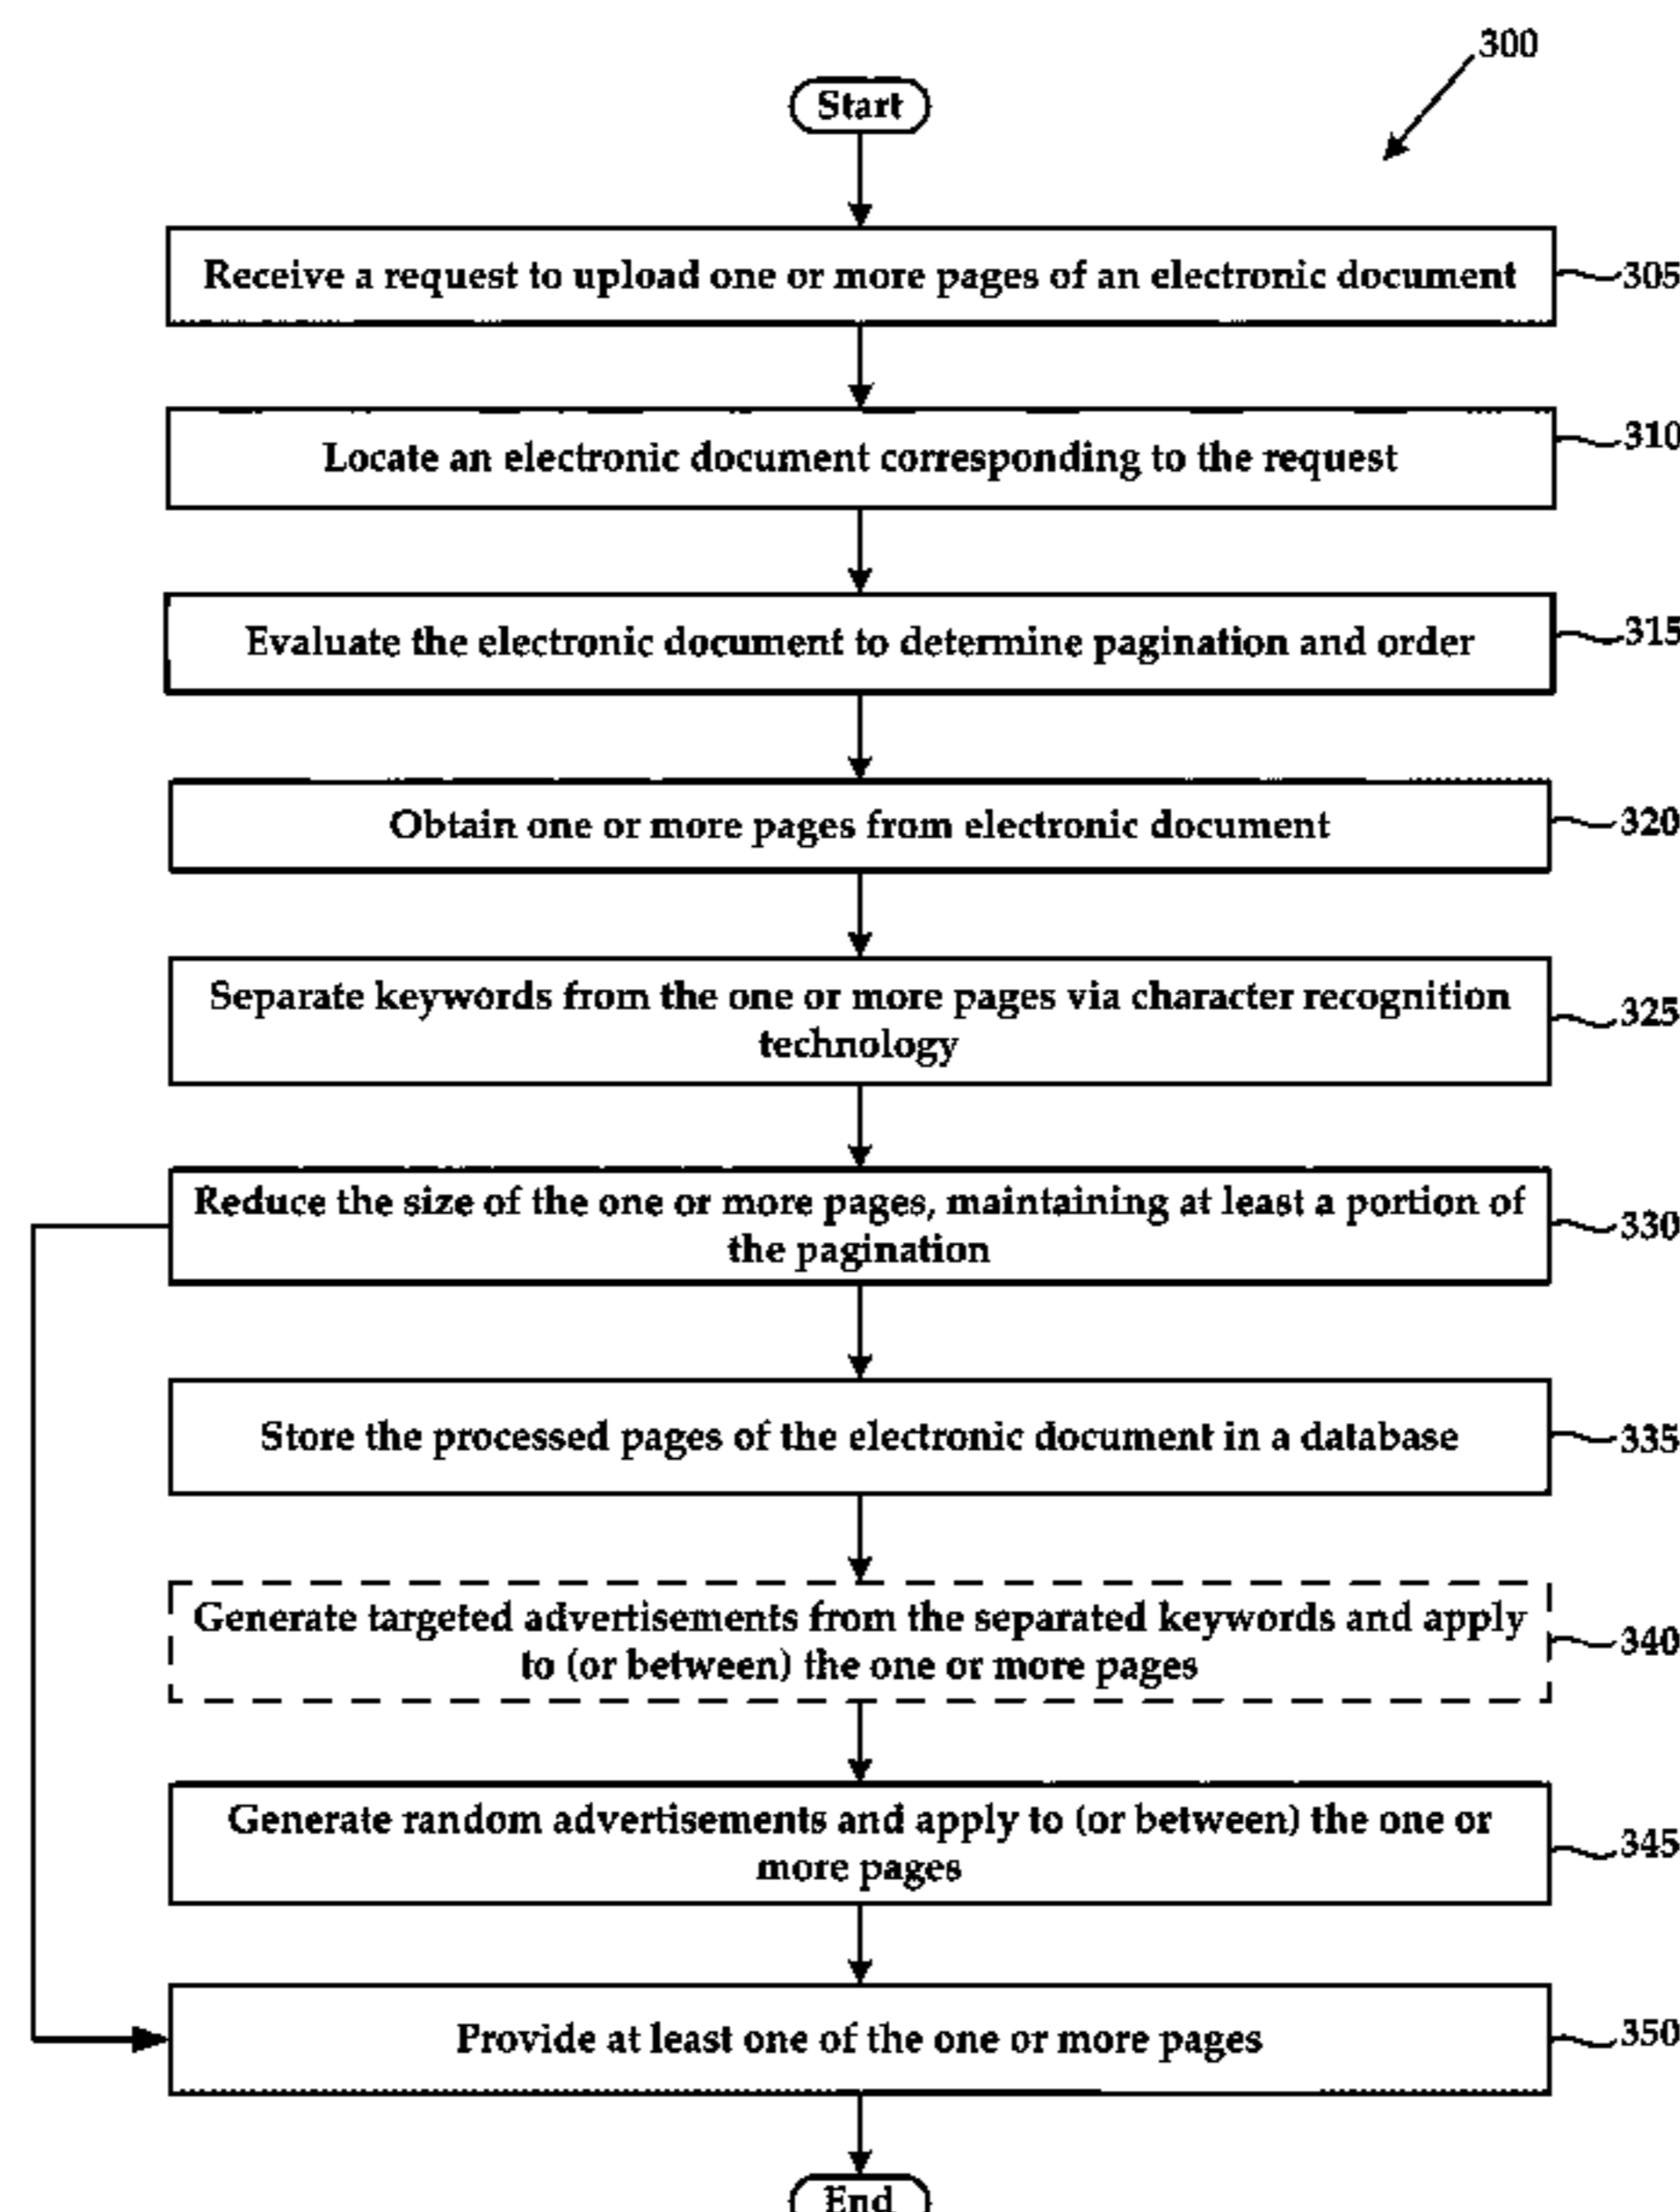 300
Start
Receive a request to upload one or more pages of an electronic document
305
Locate an electronic document corresponding to the request
310
Evaluate the electronic document to determine pagination and order
315
Obtain one or more pages from electronic document
320
Separate keywords from the one or more pages via character recognition
technology
325
Reduce the size of the one or more pages, maintaining at least a portion of
the pagination
330
Store the processed pages of the electronic document in a database
335
Generate targeted advertisements from the separated keywords and apply
to (or between) the one or more pages
340
Generate random advertisements and apply to (or between) the one or
more pages
345
Provide at least one of the one or more pages
350
End